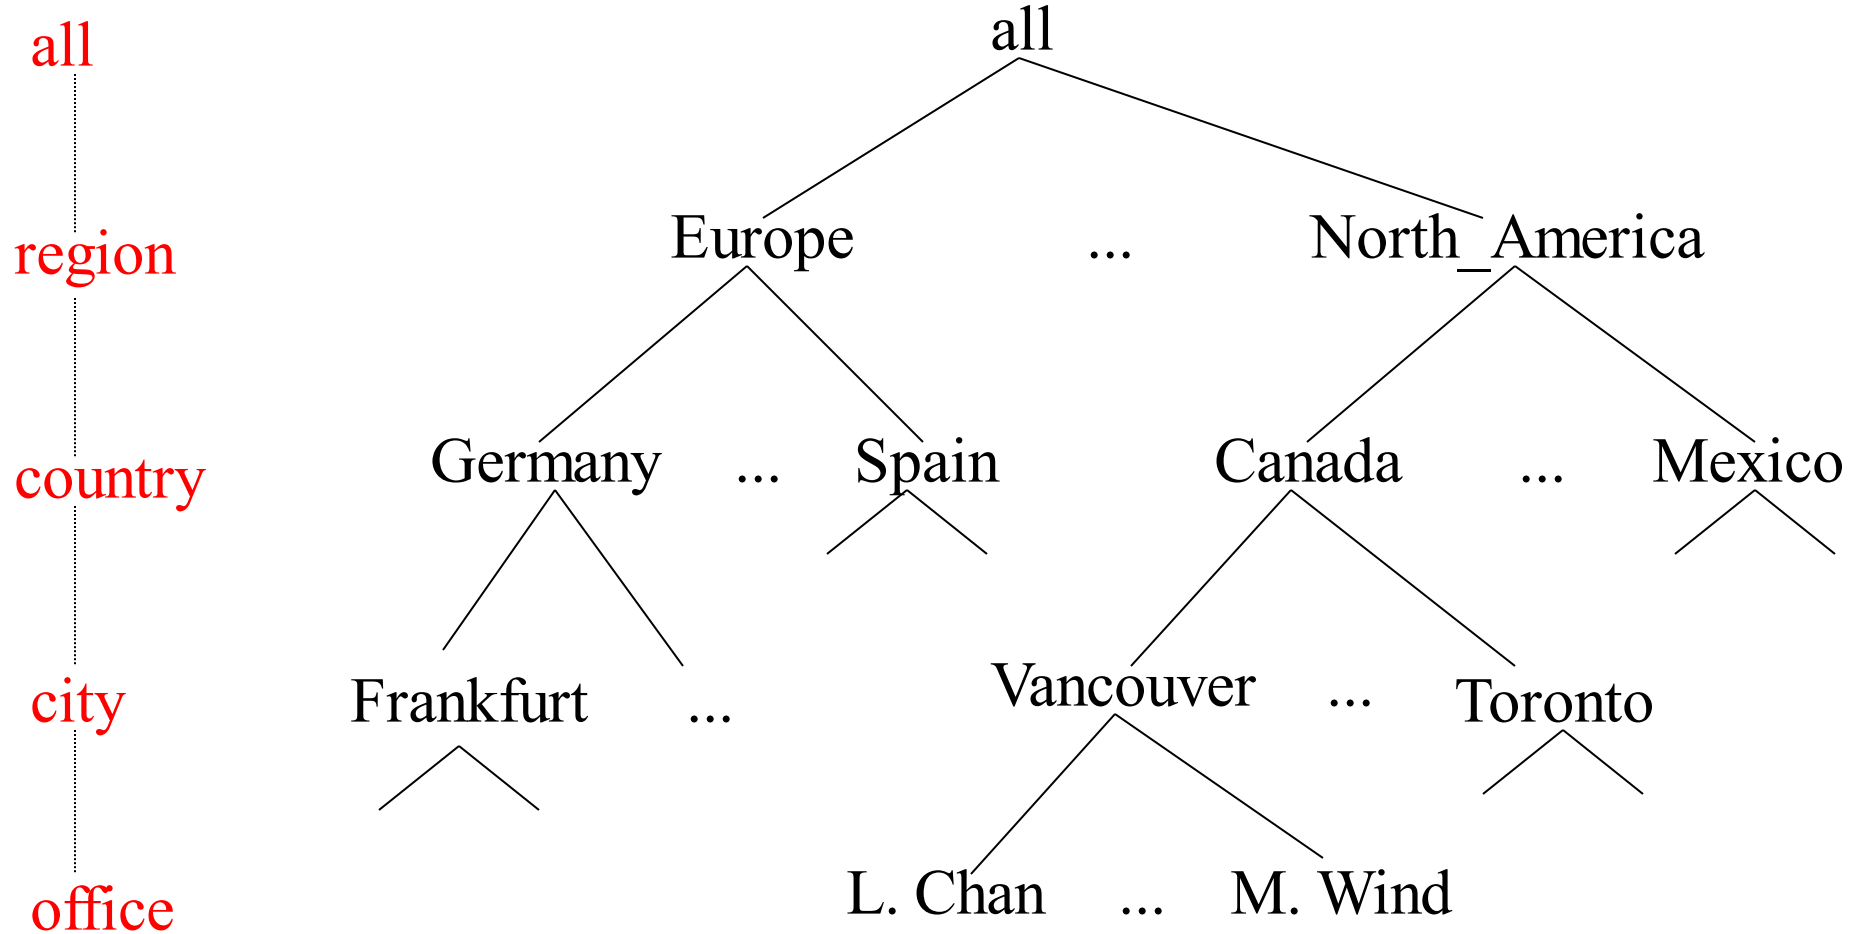 all all
region Europe ... North_America
country Germany ... Spain Canada ... Mexico
city Frankfurt ... Vancouver ... Toronto
office L. Chan ... M. Wind